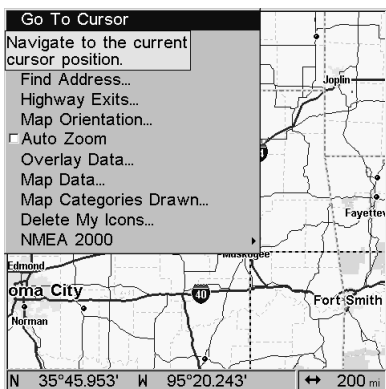 Go To Cursor
Navigate to the current
cursor position.
Find Address...
Highway Exits...
Map Orientation...
Auto Zoom
Overlay Data...
Map Data...
Map Categories Drawn...
Delete My Icons...
NMEA 2000
Joplin
Fayettev
Muskogee
Edmond
oma City
40
Fort Smith
Norman
N 35°45.953' W 95°20.243' ↔ 200 mi